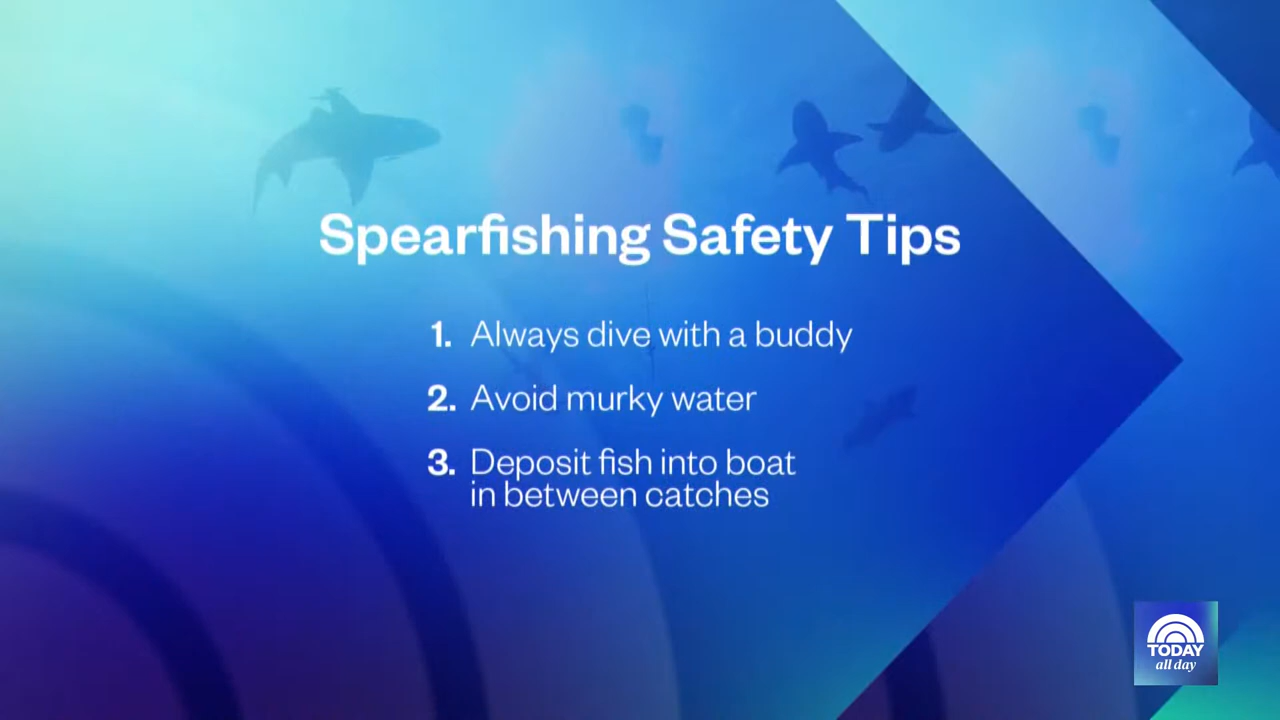 Spearfishing Safety Tips
1. Always dive with a buddy
2. Avoid murky water
3. Deposit fish into boat
in between catches
TODAY
all day